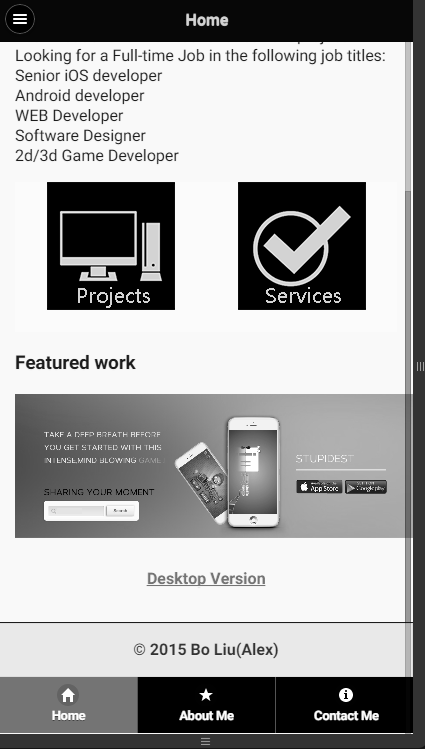 Home
Looking for a Full-time Job in the following job titles:
Senior iOS developer
Android developer
WEB Developer
Software Designer
2d/3d Game Developer
Projects
Services
Featured work
TAKE A DEEP BREATH BEFORE
YOU GET STARTED WITH THIS
INTENSEMIND BLOWING GAME
SHARING YOUR MOMENT
Search
STUPIDEST
App Store
Google play
Desktop Version
© 2015 Bo Liu(Alex)
Home
About Me
Contact Me